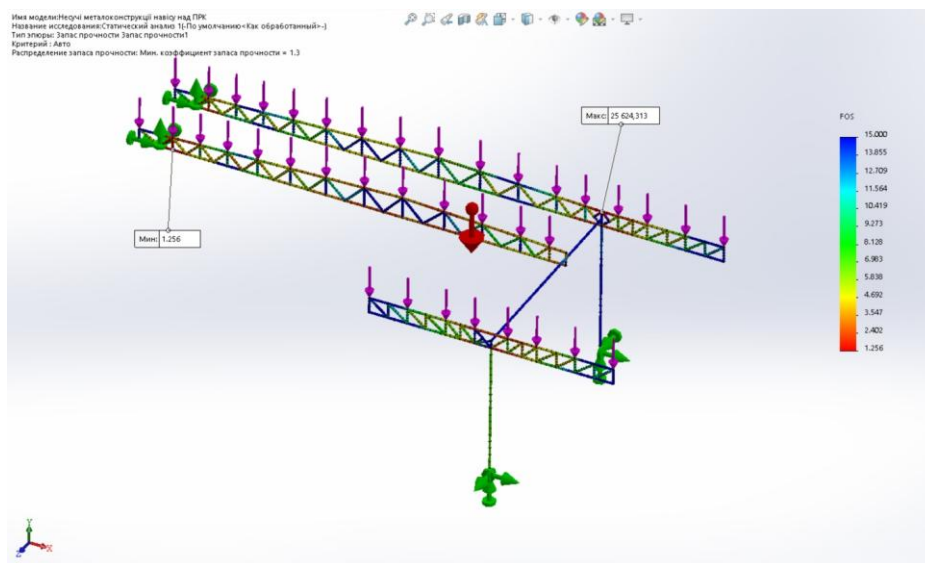 Имя модели:Несучі металоконструкції навісу над ПРК
Название исследования:Статический анализ 1(-По умолчанию<Как обработанный>-)
Тип эпюры: Запас прочности Запас прочности1
Критерий : Авто
Распределение запаса прочности: Мин. коэффициент запаса прочности = 1.3
Макс: 25 624,313
FOS
15.000
13.855
12.709
11.564
10.419
9.273
8.128
6.983
5.838
4.692
3.547
2.402
1.256
Мин: 1.256
Y
X
Z